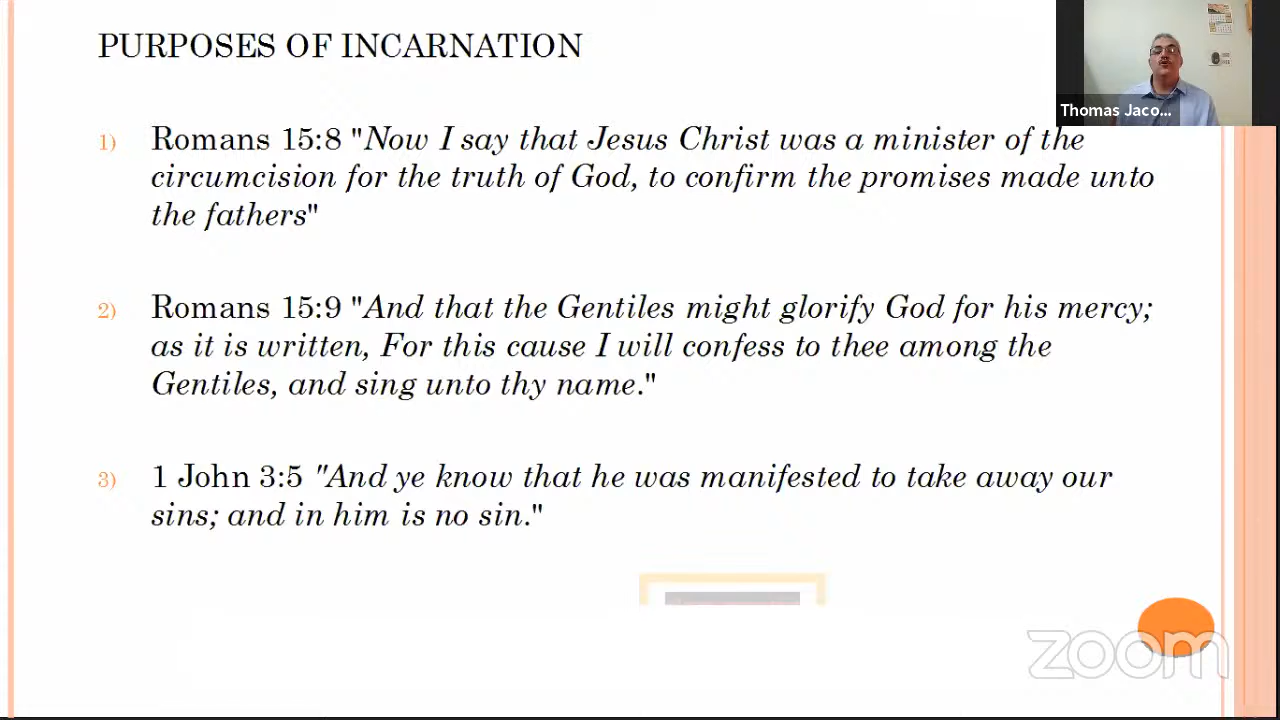 PURPOSES OF INCARNATION
Thomas Jaco...
1) Romans 15:8 "Now I say that Jesus Christ was a minister of the
circumcision for the truth of God, to confirm the promises made unto
the fathers"
2) Romans 15:9 "And that the Gentiles might glorify God for his mercy;
as it is written, For this cause I will confess to thee among the
Gentiles, and sing unto thy name."
3) 1 John 3:5 "And ye know that he was manifested to take away our
sins; and in him is no sin."
zoom